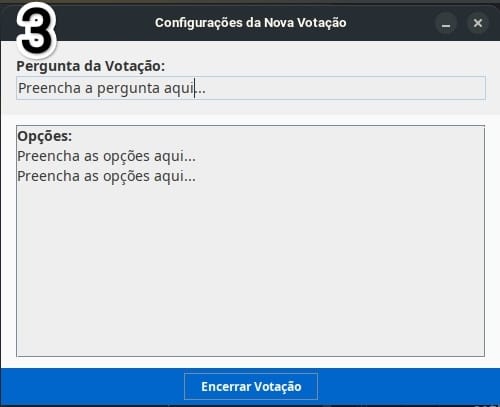 3
Configurações da Nova Votação
Pergunta da Votação:
Preencha a pergunta aqui...
Opções:
Preencha as opções aqui...
Preencha as opções aqui...
Encerrar Votação